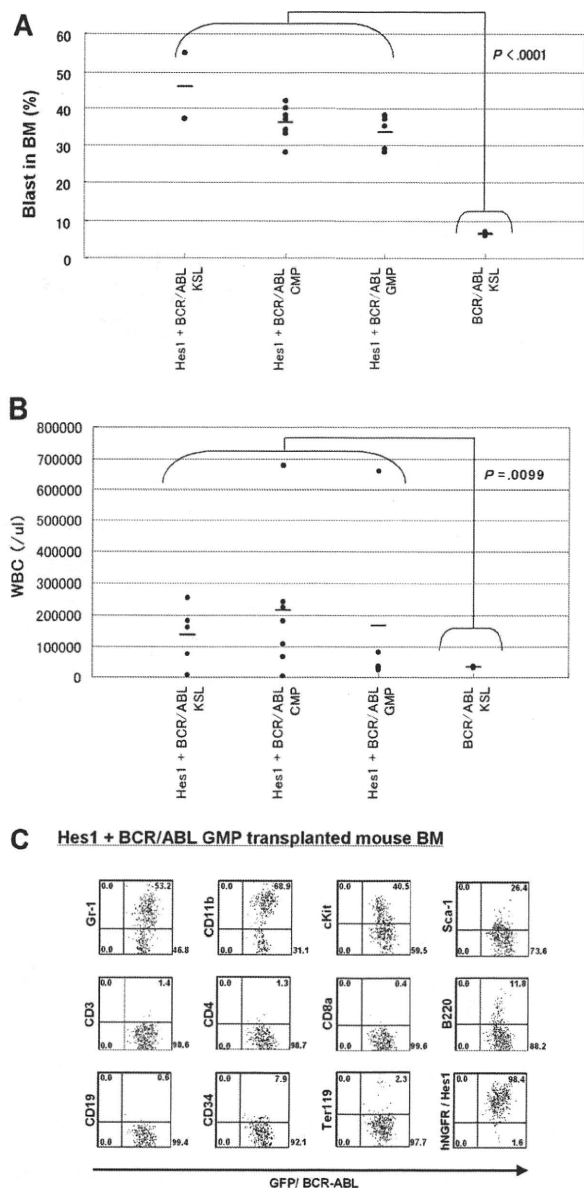 A
60
50
40
30
20
10
0
Blast in BM (%)
P <.0001
Hes1 + BCR/ABL KSL
Hes1 + BCR/ABL CMP
Hes1 + BCR/ABL GMP
BCR/ABL KSL
B
800000
700000
600000
500000
400000
300000
200000
100000
0
WBC (/ul)
P =.0099
Hes1 + BCR/ABL KSL
Hes1 + BCR/ABL CMP
Hes1 + BCR/ABL GMP
BCR/ABL KSL
C Hes1 + BCR/ABL GMP transplanted mouse BM
Gr-1 0.0 53.2 0.0 46.8
CD11b 0.0 68.9 0.0 31.1
cKit 0.0 40.5 0.0 59.5
Sca-1 0.0 26.4 0.0 73.6
CD3 0.0 1.4 0.0 98.6
CD4 0.0 1.3 0.0 98.7
CD8a 0.0 0.4 0.0 99.6
B220 0.0 11.8 0.0 88.2
CD19 0.0 0.6 0.0 99.4
CD34 0.0 7.9 0.0 92.1
Ter119 0.0 2.3 0.0 97.7
hNGFR / Hes1 0.0 98.4 0.0 1.6
GFP/ BCR-ABL